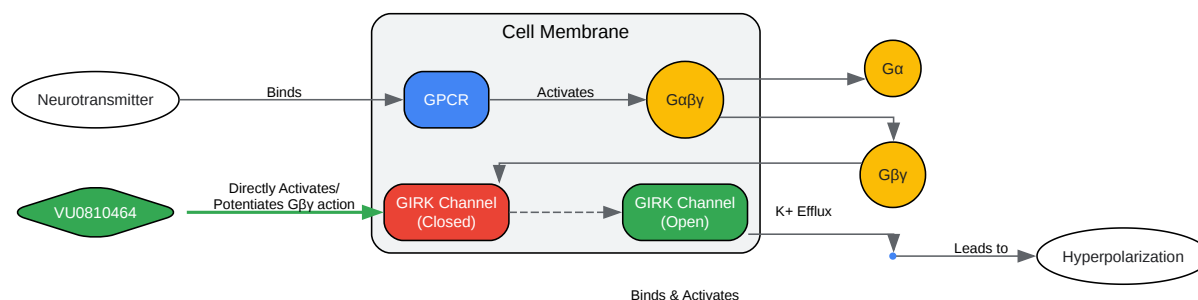 Cell Membrane
Neurotransmitter
Binds
GPCR
Activates
Gαβγ
Gα
Gβγ
VU0810464
Directly Activates/
Potentiates Gβγ action
GIRK Channel
(Closed)
GIRK Channel
(Open)
K+ Efflux
Leads to
Hyperpolarization
Binds & Activates